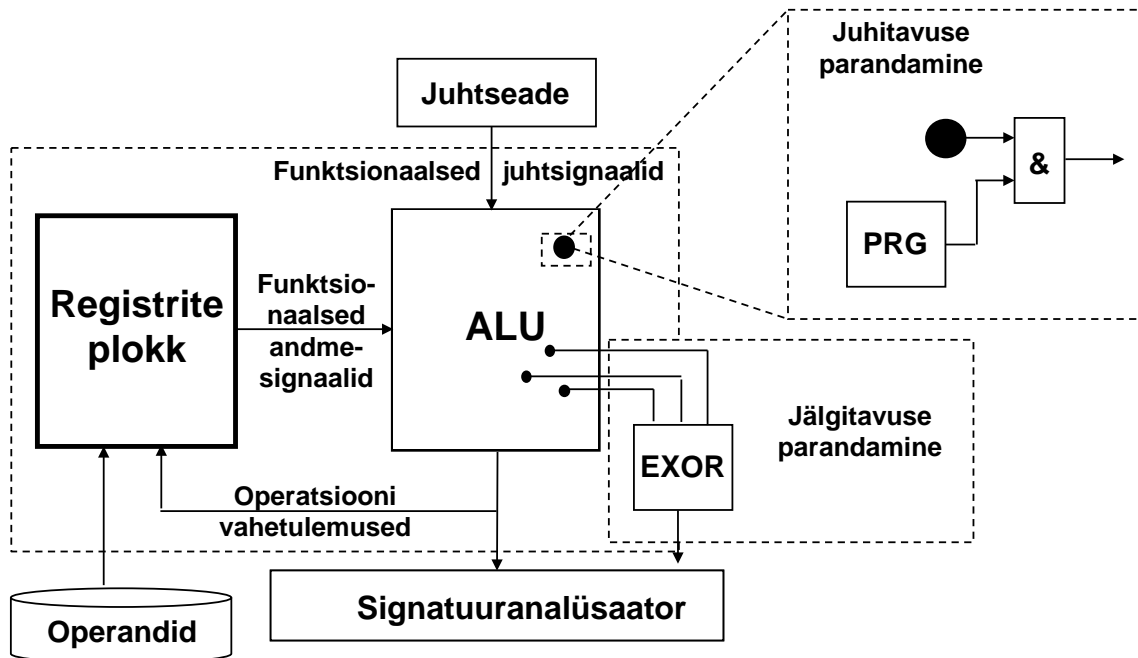 Juhitavuse
parandamine
Juhtseade
Funktsionaalsed juhtsignaalid
&
PRG
Registrite
plokk
Funktsio-
naalsed
andme-
signaalid
ALU
Jälgitavuse
parandamine
EXOR
Operatsiooni
vahetulemused
Signatuuranalüsaator
Operandid